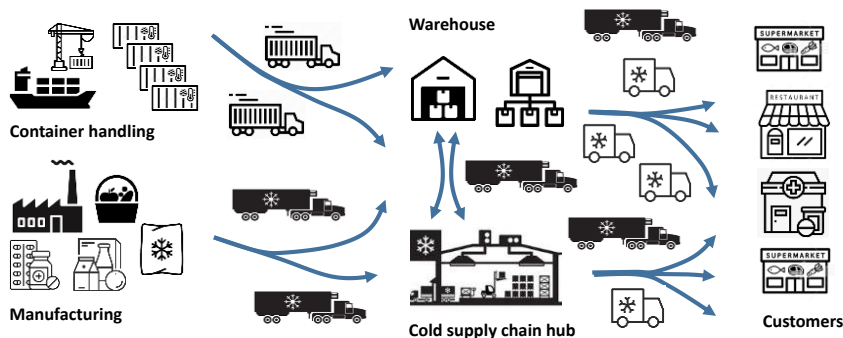 Container handling
Manufacturing
Warehouse
Cold supply chain hub
SUPERMARKET
RESTAURANT
SUPERMARKET
Customers